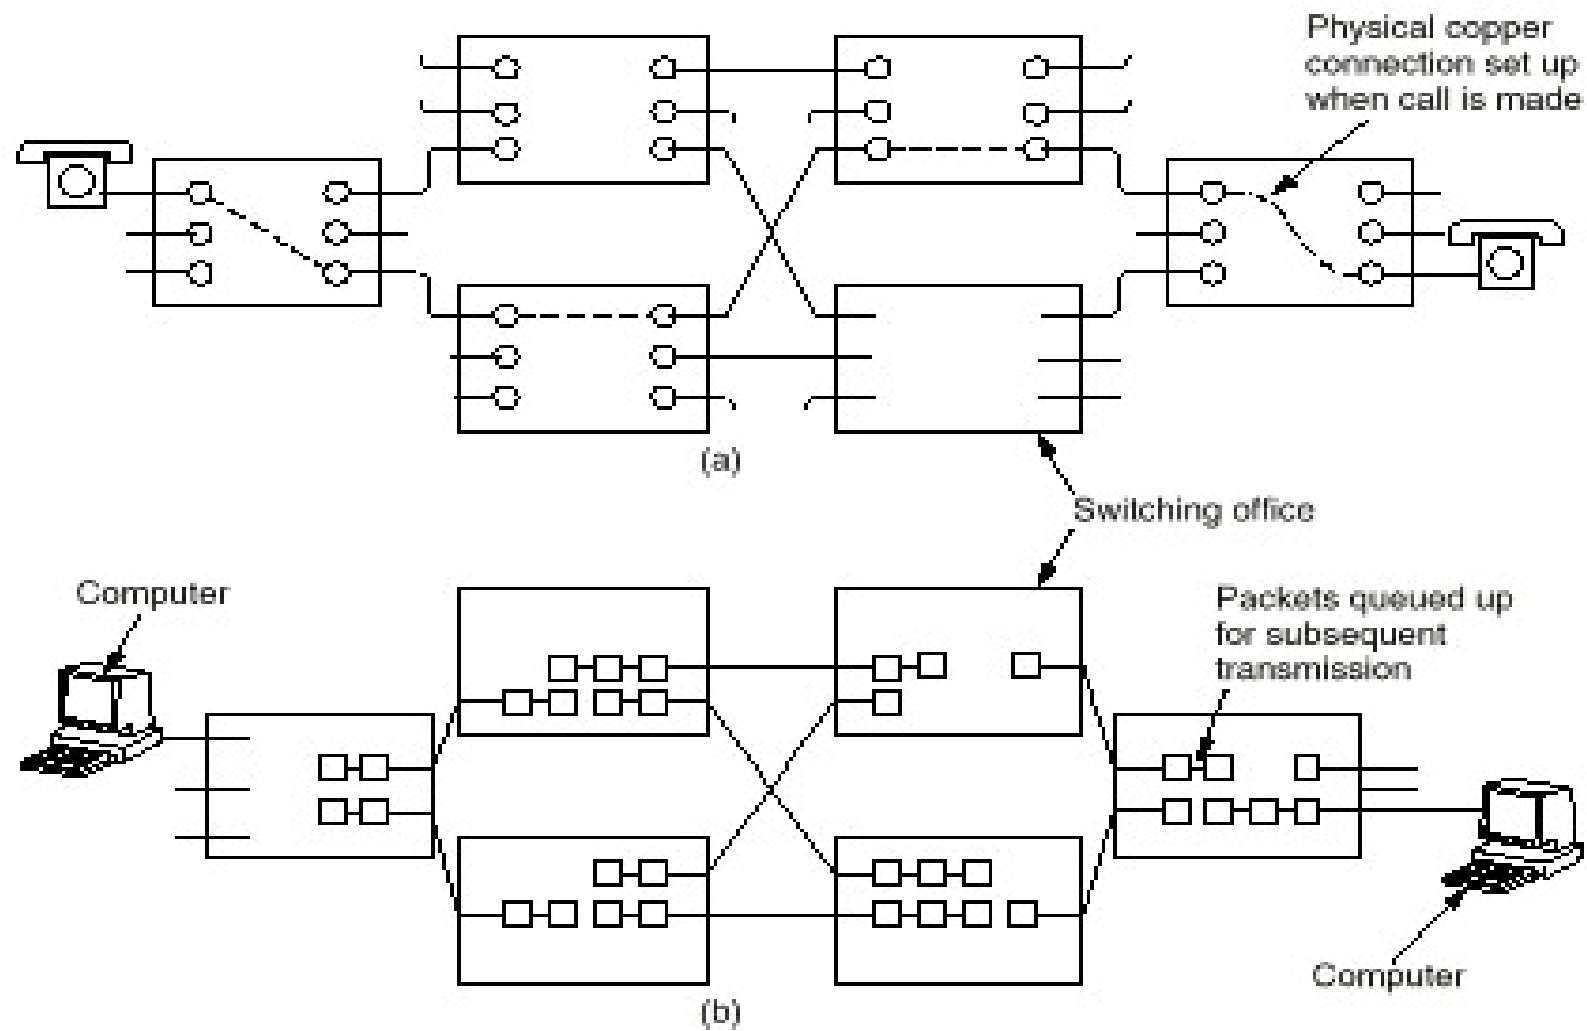 Physical copper
connection set up
when call is made
(a)
Switching office
Computer
Packets queued up
for subsequent
transmission
Computer
(b)